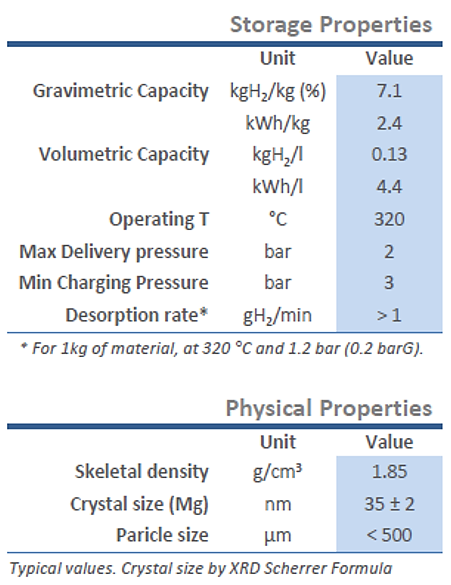 Storage Properties
Unit Value
Gravimetric Capacity kgH₂/kg (%) 7.1
kWh/kg 2.4
Volumetric Capacity kgH₂/l 0.13
kWh/l 4.4
Operating T °C 320
Max Delivery pressure bar 2
Min Charging Pressure bar 3
Desorption rate* gH₂/min > 1
* For 1kg of material, at 320 °C and 1.2 bar (0.2 barG).
Physical Properties
Unit Value
Skeletal density g/cm³ 1.85
Crystal size (Mg) nm 35 ± 2
Paricle size µm < 500
Typical values. Crystal size by XRD Scherrer Formula